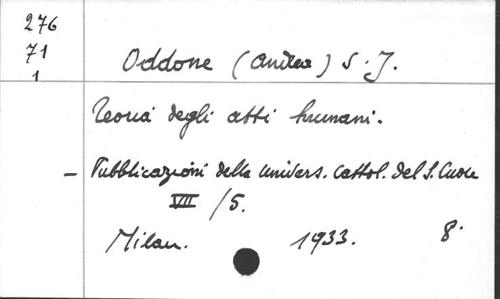 276
71
1
Oddone (Andrea) S. J.
Teoria degli atti humani.
- Pubblicazioni della Univers. Cattol. del S. Cuore
VII /5.
Milan. 1933. 8°